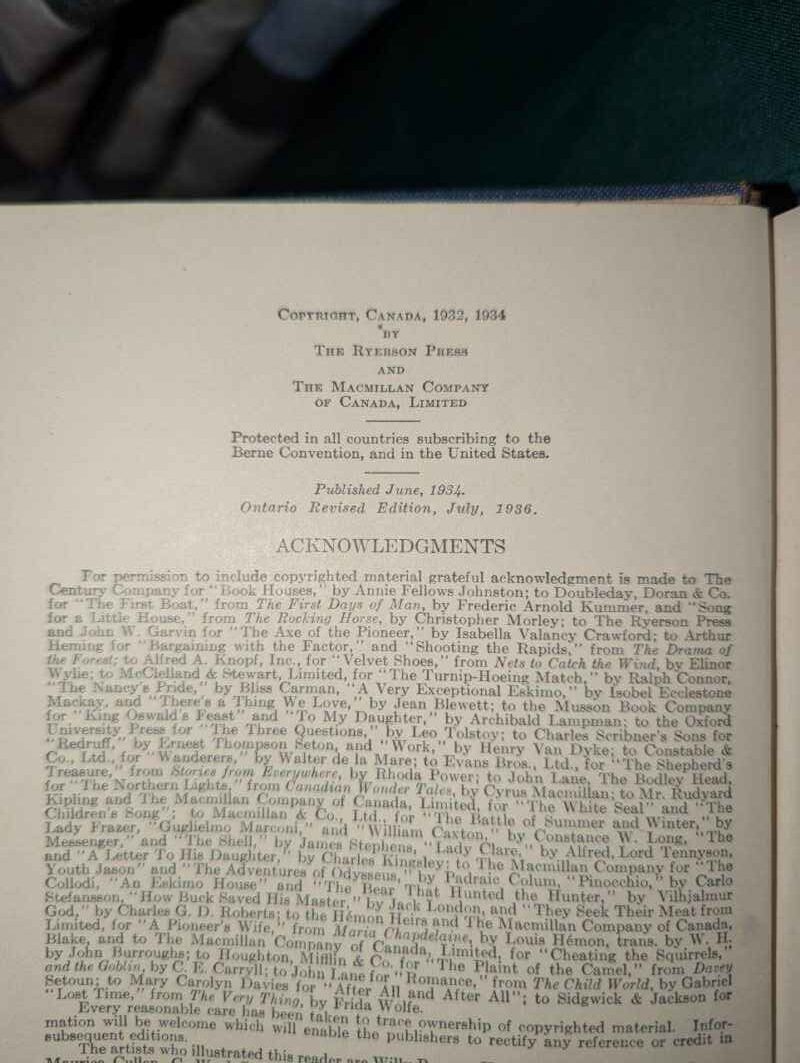 COPYRIGHT, CANADA, 1932, 1934
BY
THE RYERSON PRESS
AND
THE MACMILLAN COMPANY
OF CANADA, LIMITED
Protected in all countries subscribing to the
Berne Convention, and in the United States.
Published June, 1934.
Ontario Revised Edition, July, 1936.
ACKNOWLEDGMENTS
For permission to include copyrighted material grateful acknowledgment is made to The
Century Company for "Book Houses," by Annie Fellows Johnston; to Doubleday, Doran & Co.
for "The First Boat," from The First Days of Man, by Frederic Arnold Kummer, and "Song
for a Little House," from The Rocking Horse, by Christopher Morley; to The Ryerson Press
and John W. Garvin for "The Axe of the Pioneer," by Isabella Valancy Crawford; to Arthur
Heming for "Bargaining with the Factor," and "Shooting the Rapids," from The Drama of
the Forest; to Alfred A. Knopf, Inc., for "Velvet Shoes," from Nets to Catch the Wind, by Elinor
Wylie; to McClelland & Stewart, Limited, for "The Turnip-Hoeing Match," by Ralph Connor,
"The Nancy's Pride," by Bliss Carman, "A Very Exceptional Eskimo," by Isobel Ecclestone
Mackay, and "There's a Thing We Love," by Jean Blewett; to the Musson Book Company
for "King Oswald's Feast" and "To My Daughter," by Archibald Lampman; to the Oxford
University Press for "The Three Questions," by Leo Tolstoy; to Charles Scribner's Sons for
"Redruff," by Ernest Thompson Seton, and "Work," by Henry Van Dyke; to Constable &
Co., Ltd., for "Wanderers," by Walter de la Mare; to Evans Bros., Ltd., for "The Shepherd's
Treasure," from Stories from Everywhere, by Rhoda Power; to John Lane, The Bodley Head,
for "The Northern Lights," from Canadian Wonder Tales, by Cyrus Macmillan; to Mr. Rudyard
Kipling and The Macmillan Company of Canada, Limited, for "The White Seal" and "The
Children's Song"; to Macmillan & Co., Ltd., for "The Battle of Summer and Winter," by
Lady Frazer, "Guglielmo Marconi," and "William Caxton," by Constance W. Long, "The
Messenger," and "The Shell," by James Stephens, "Lady Clare," by Alfred, Lord Tennyson,
and "A Letter To His Daughter," by Charles Kingsley; to The Macmillan Company for "The
Youth Jason" and "The Adventures of Odysseus," by Padraic Colum, "Pinocchio," by Carlo
Collodi, "An Eskimo House" and "The Bear That Hunted the Hunter," by Vilhjalmur
Stefansson, "How Buck Saved His Master," by Jack London, and "They Seek Their Meat from
God," by Charles G. D. Roberts; to the Hémon Heirs and The Macmillan Company of Canada,
Limited, for "A Pioneer's Wife," from Maria Chapdelaine, by Louis Hémon, trans. by W. H.
Blake, and to The Macmillan Company of Canada, Limited, for "Cheating the Squirrels,"
by John Burroughs; to Houghton, Mifflin & Co. for "The Plaint of the Camel," from Davey
and the Goblin, by C. E. Carryll; to John Lane for "Romance," from The Child World, by Gabriel
Setoun; to Mary Carolyn Davies for "After All and After All"; to Sidgwick & Jackson for
"Lost Time," from The Very Thing, by Frida Wolfe.
Every reasonable care has been taken to trace ownership of copyrighted material. Infor-
mation will be welcome which will enable the publishers to rectify any reference or credit in
subsequent editions.
The artists who illustrated this reader are